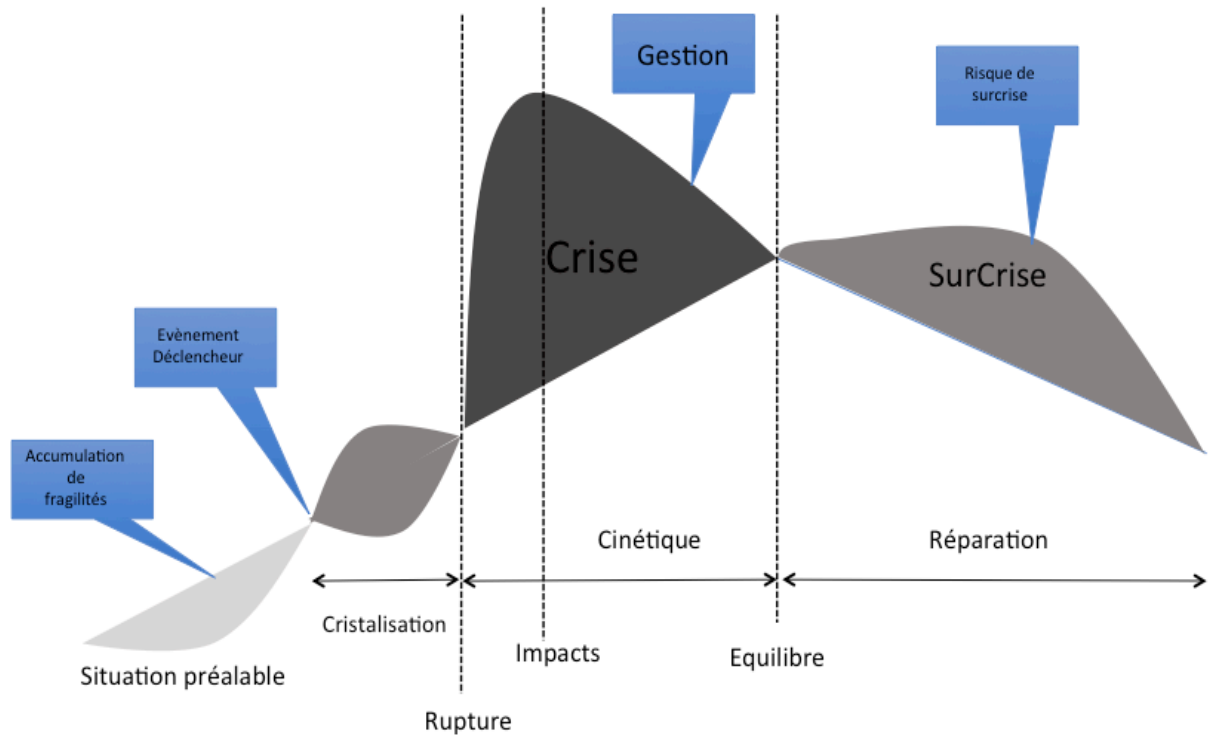 Gestion
Risque de
surcrise
Crise
SurCrise
Evènement
Déclencheur
Accumulation
de
fragilités
Cinétique
Réparation
Cristalisation
Situation préalable
Impacts
Equilibre
Rupture